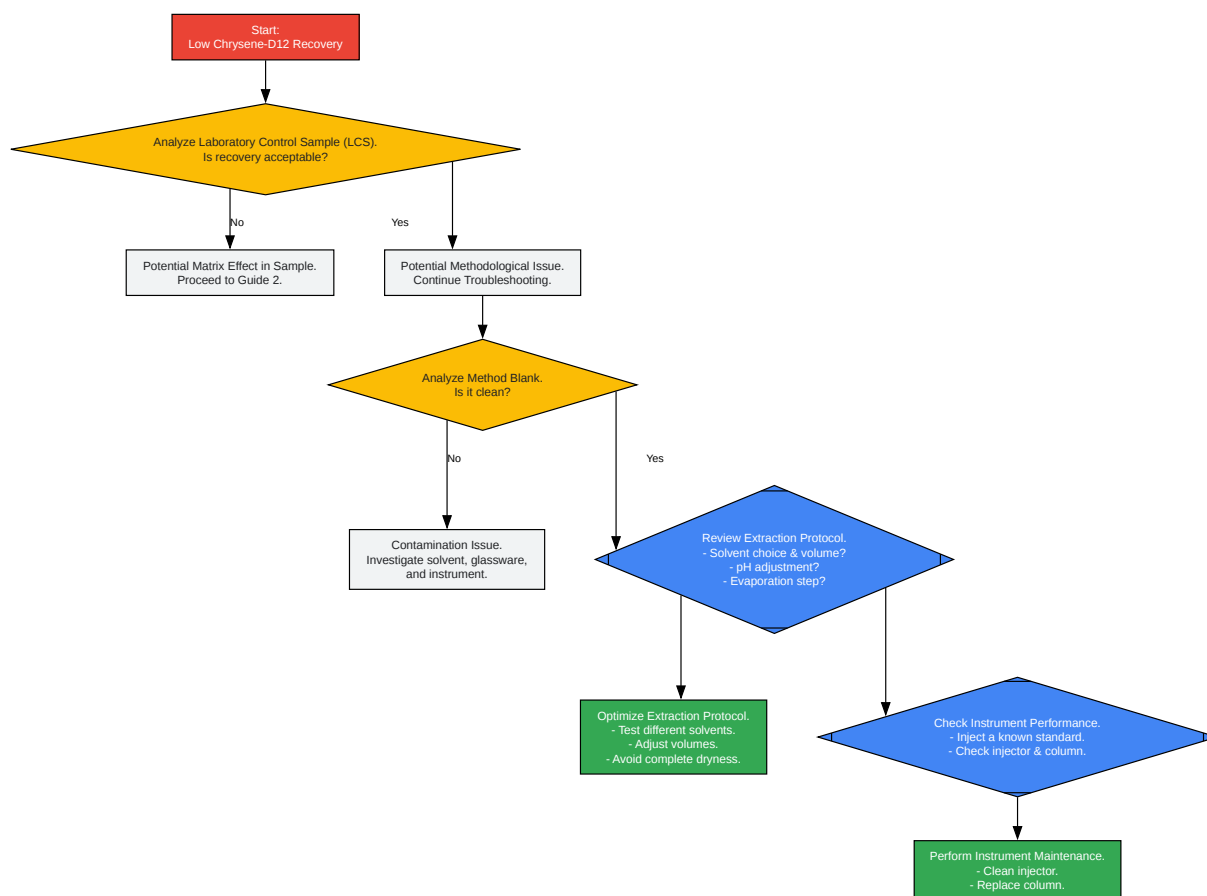 Start:
Low Chrysene-D12 Recovery
Analyze Laboratory Control Sample (LCS).
Is recovery acceptable?
No
Yes
Potential Matrix Effect in Sample.
Proceed to Guide 2.
Potential Methodological Issue.
Continue Troubleshooting.
Analyze Method Blank.
Is it clean?
No
Yes
Contamination Issue.
Investigate solvent, glassware,
and instrument.
Review Extraction Protocol.
- Solvent choice & volume?
- pH adjustment?
- Evaporation step?
Optimize Extraction Protocol.
- Test different solvents.
- Adjust volumes.
- Avoid complete dryness.
Check Instrument Performance.
- Inject a known standard.
- Check injector & column.
Perform Instrument Maintenance.
- Clean injector.
- Replace column.